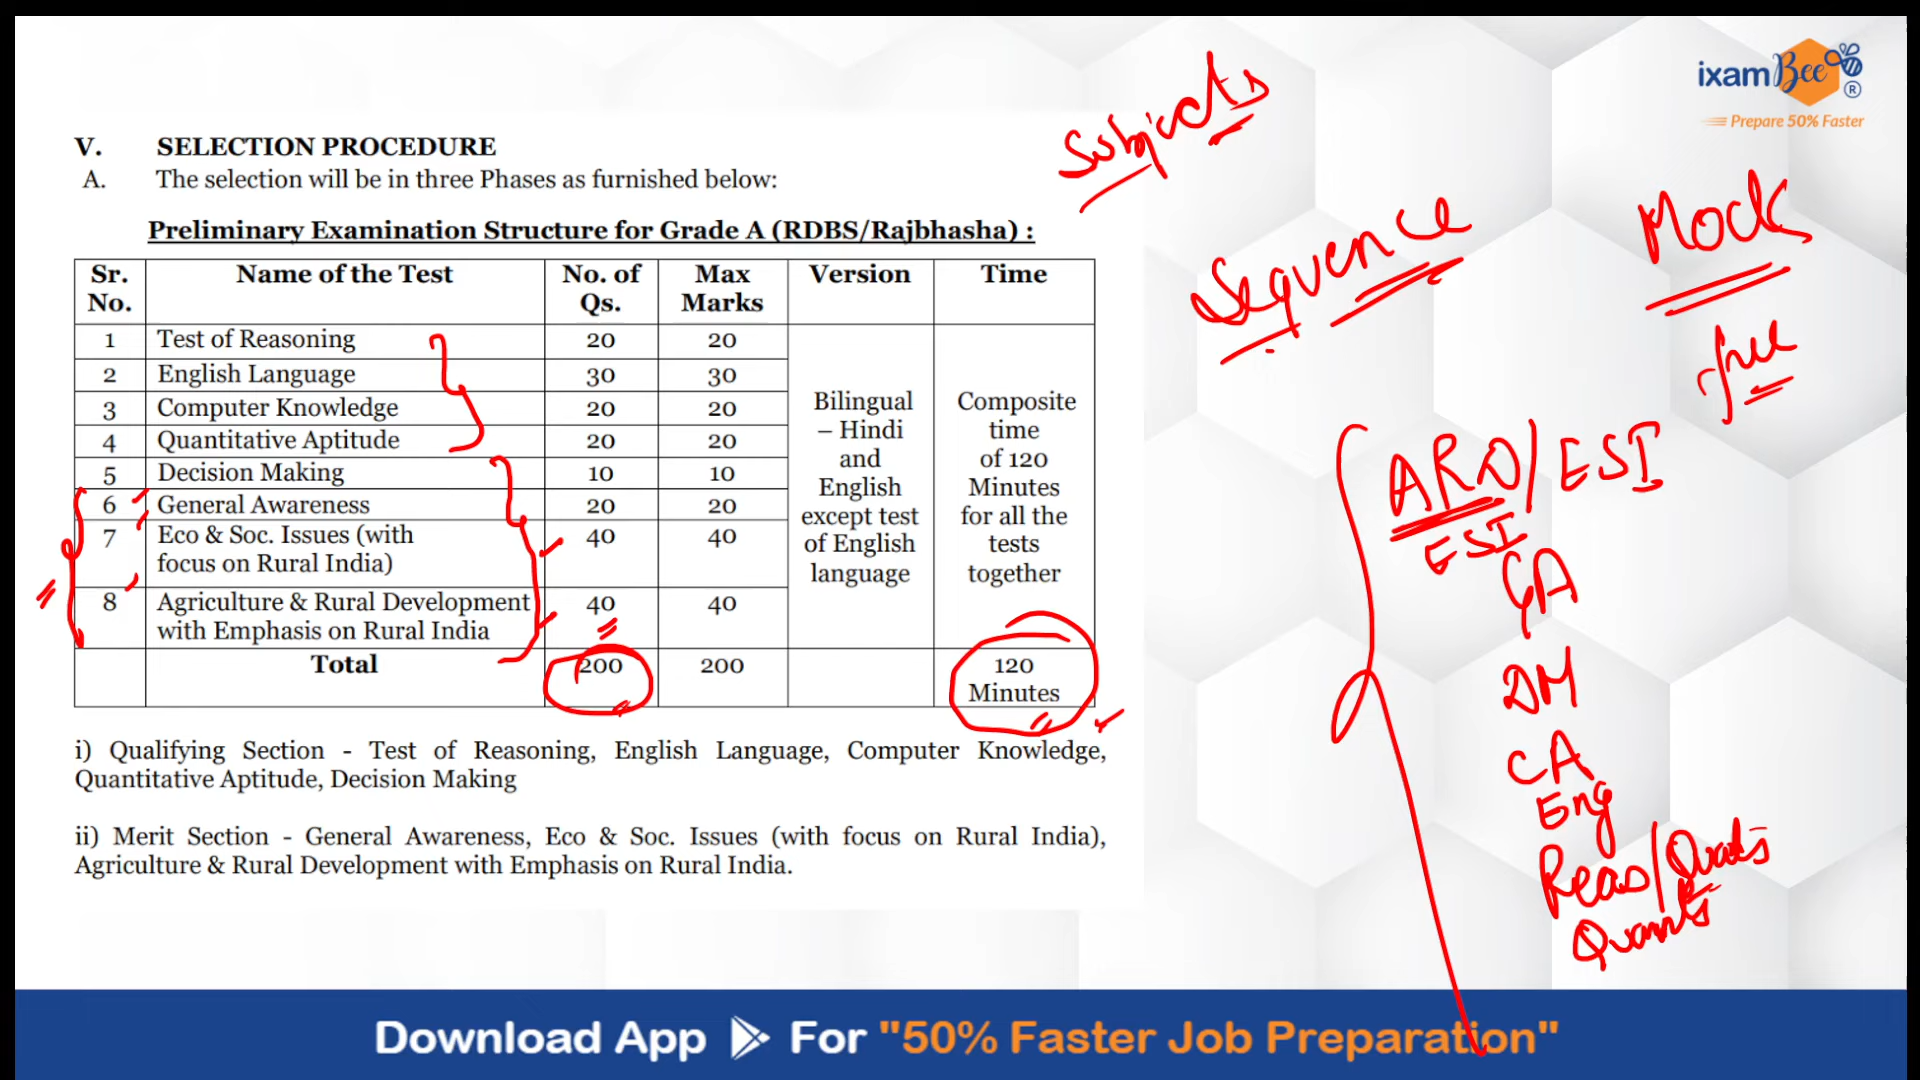 ixamBee ®
Prepare 50% Faster
V. SELECTION PROCEDURE
A. The selection will be in three Phases as furnished below:
Preliminary Examination Structure for Grade A (RDBS/Rajbhasha) :
Sr. No. Name of the Test No. of Qs. Max Marks Version Time
1 Test of Reasoning 20 20
2 English Language 30 30
3 Computer Knowledge 20 20
4 Quantitative Aptitude 20 20
5 Decision Making 10 10
6 General Awareness 20 20
7 Eco & Soc. Issues (with focus on Rural India) 40 40
8 Agriculture & Rural Development with Emphasis on Rural India 40 40
Bilingual – Hindi and English except test of English language
Composite time of 120 Minutes for all the tests together
Total 200 200 120 Minutes
i) Qualifying Section - Test of Reasoning, English Language, Computer Knowledge,
Quantitative Aptitude, Decision Making
ii) Merit Section - General Awareness, Eco & Soc. Issues (with focus on Rural India),
Agriculture & Rural Development with Emphasis on Rural India.
Subjects
Sequence
Mock
free
ARD/ESI
ESI
GA
DM
CA
Eng
Reas/Quants
Quants
Download App For "50% Faster Job Preparation"